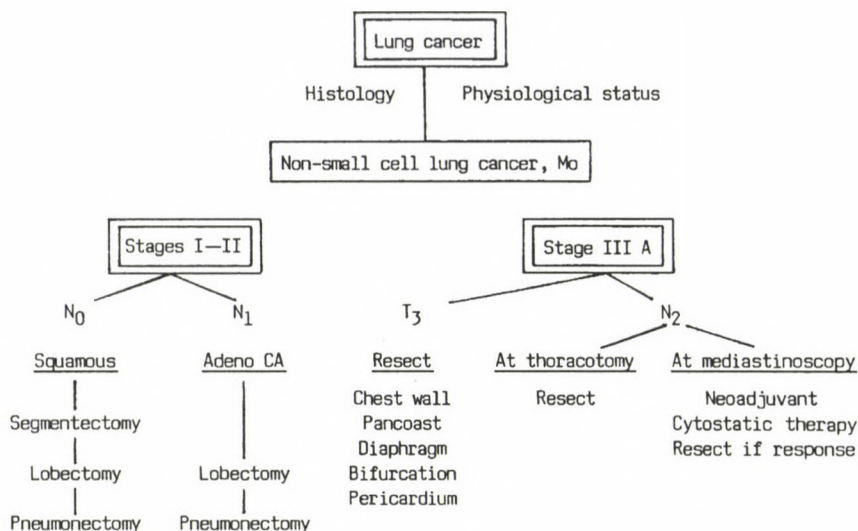 Lung cancer
Histology Physiological status
Non-small cell lung cancer, Mo
Stages I—II Stage III A
N0 N1 T3 N2
Squamous Adeno CA Resect At thoracotomy At mediastinoscopy
Chest wall Resect Neoadjuvant
Segmentectomy Pancoast Cytostatic therapy
Diaphragm Resect if response
Lobectomy Lobectomy Bifurcation
Pericardium
Pneumonectomy Pneumonectomy